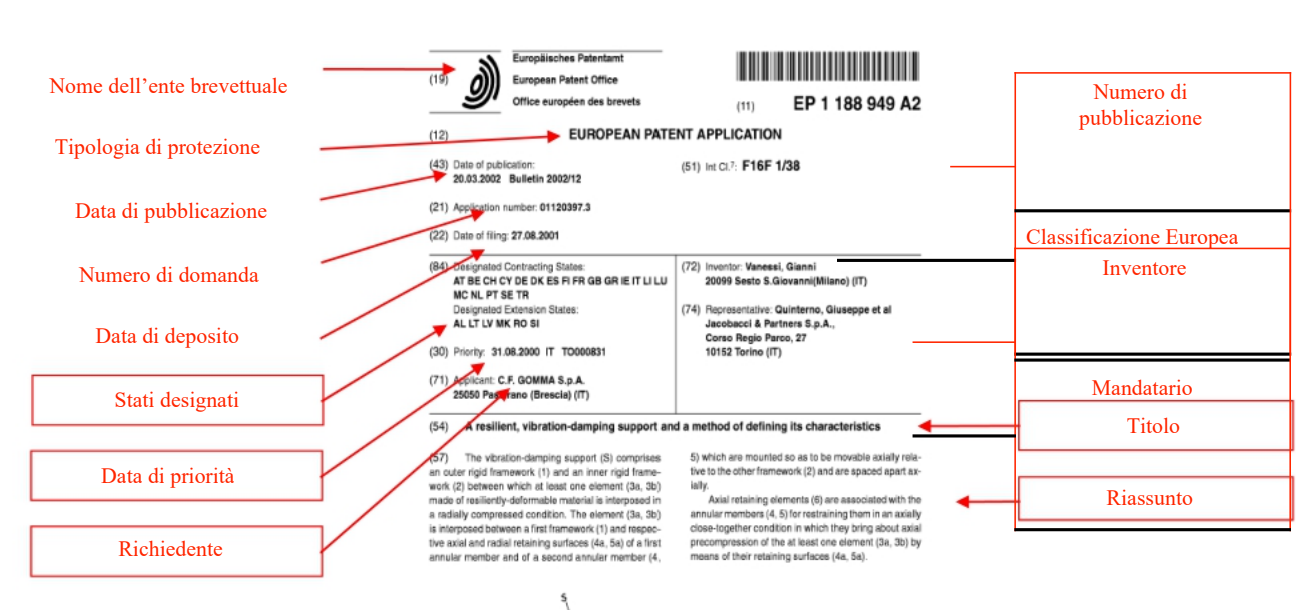 Nome dell'ente brevettuale
Tipologia di protezione
Data di pubblicazione
Numero di domanda
Data di deposito
Stati designati
Data di priorità
Richiedente
(19)
Europäisches Patentamt
European Patent Office
Office européen des brevets
(11) EP 1 188 949 A2
(12) EUROPEAN PATENT APPLICATION
(43) Date of publication:
20.03.2002 Bulletin 2002/12
(51) Int Cl.7: F16F 1/38
(21) Application number: 01120397.3
(22) Date of filing: 27.08.2001
(84) Designated Contracting States:
AT BE CH CY DE DK ES FI FR GB GR IE IT LI LU
MC NL PT SE TR
Designated Extension States:
AL LT LV MK RO SI
(30) Priority: 31.08.2000 IT TO000831
(71) Applicant: C.F. GOMMA S.p.A.
25050 Passirano (Brescia) (IT)
(72) Inventor: Vanessi, Gianni
20099 Sesto S.Giovanni(Milano) (IT)
(74) Representative: Quinterno, Giuseppe et al
Jacobacci & Partners S.p.A.,
Corso Regio Parco, 27
10152 Torino (IT)
(54) A resilient, vibration-damping support and a method of defining its characteristics
(57) The vibration-damping support (S) comprises
an outer rigid framework (1) and an inner rigid frame-
work (2) between which at least one element (3a, 3b)
made of resiliently-deformable material is interposed in
a radially compressed condition. The element (3a, 3b)
is interposed between a first framework (1) and respec-
tive axial and radial retaining surfaces (4a, 5a) of a first
annular member and of a second annular member (4,
5) which are mounted so as to be movable axially rela-
tive to the other framework (2) and are spaced apart ax-
ially.
Axial retaining elements (6) are associated with the
annular members (4, 5) for restraining them in an axially
close-together condition in which they bring about axial
precompression of the at least one element (3a, 3b) by
means of their retaining surfaces (4a, 5a).
S
Numero di
pubblicazione
Classificazione Europea
Inventore
Mandatario
Titolo
Riassunto